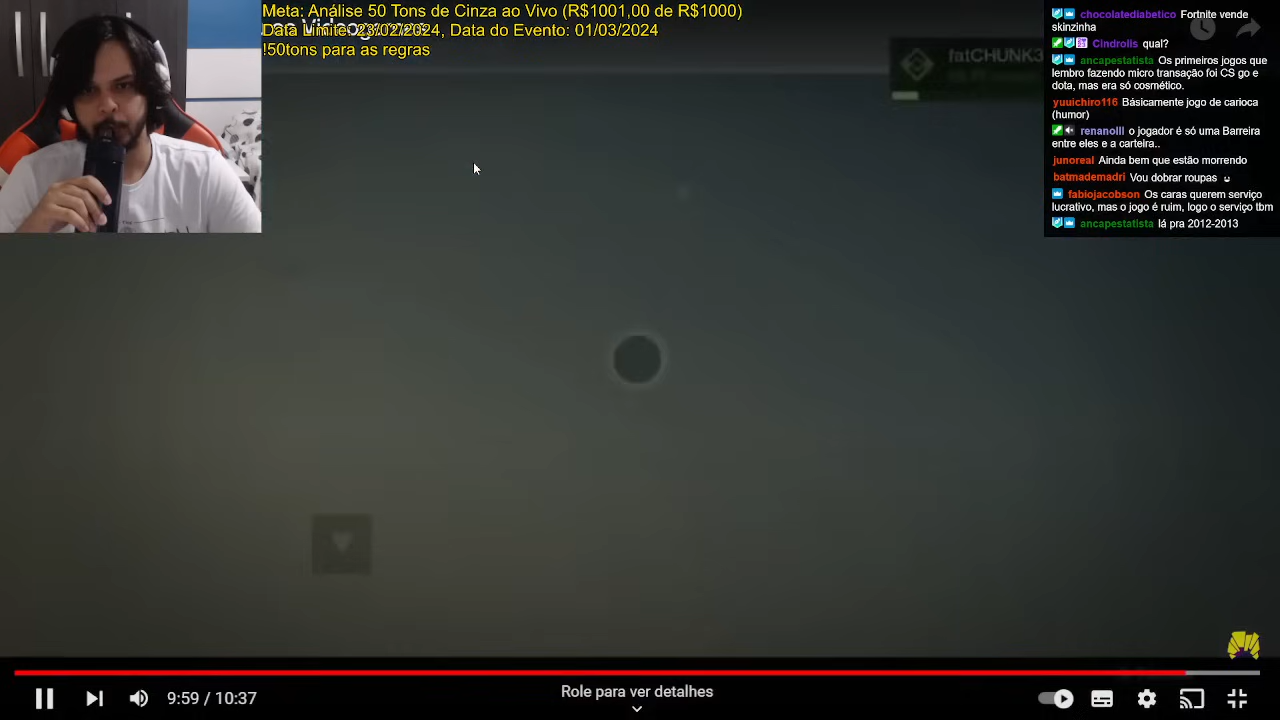 Meta: Análise 50 Tons de Cinza ao Vivo (R$1001,00 de R$1000)
Data Limite: 23/02/2024, Data do Evento: 01/03/2024
!50tons para as regras
fatCHUNK3
chocolatediabetico Fortnite vende
skinzinha
Cindrolls qual?
ancapestatista Os primeiros jogos que
lembro fazendo micro transação foi CS go e
dota, mas era só cosmético.
yuuichiro116 Básicamente jogo de carioca
(humor)
renanolll o jogador é só uma Barreira
entre eles e a carteira..
junoreal Ainda bem que estão morrendo
batmademadri Vou dobrar roupas
fabiojacobson Os caras querem serviço
lucrativo, mas o jogo é ruim, logo o serviço tbm
ancapestatista lá pra 2012-2013
9:59 / 10:37
Role para ver detalhes